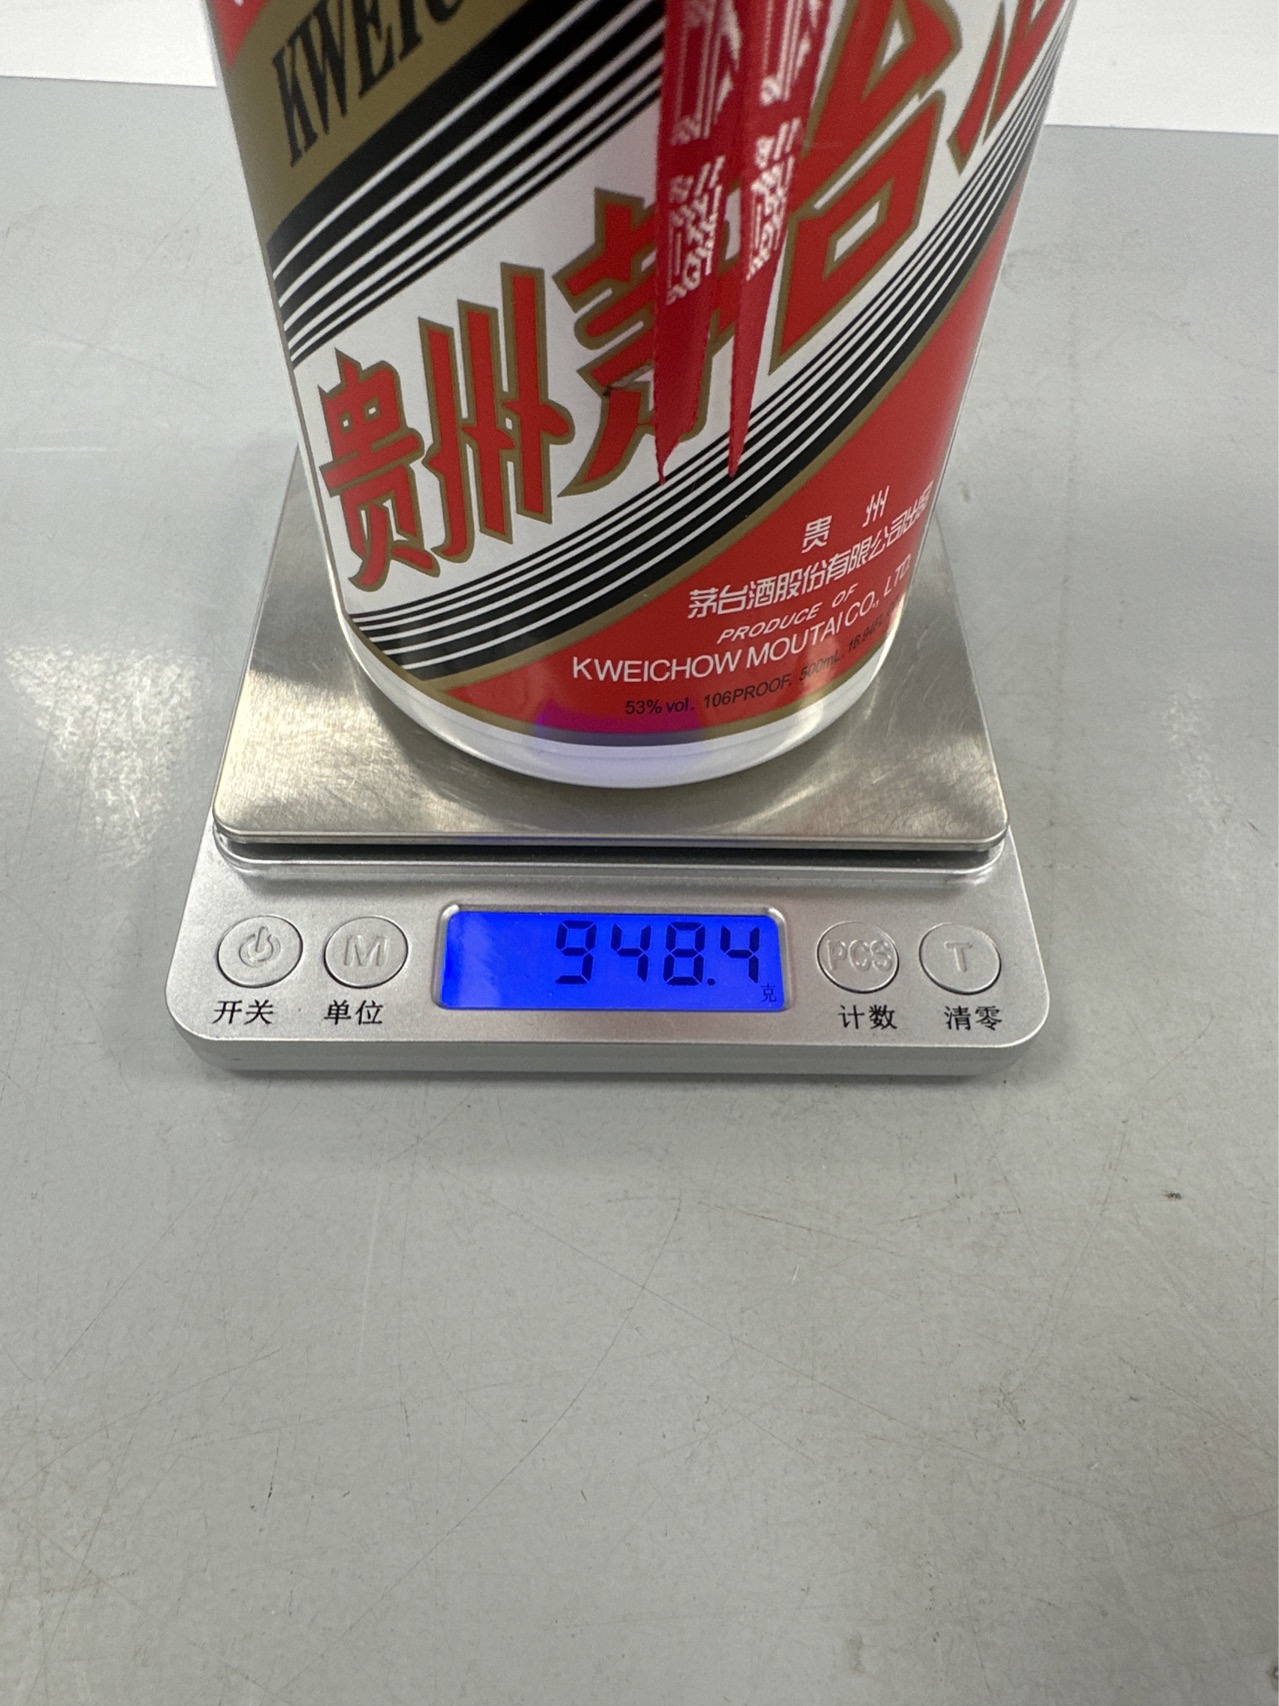 贵州茅台
贵州
茅台酒股份有限公司出品
PRODUCE OF
KWEICHOW MOUTAI CO., LTD.
53% vol. 106PROOF. 500mL.
948.4
克
M
PCS
T
开关
单位
计数
清零